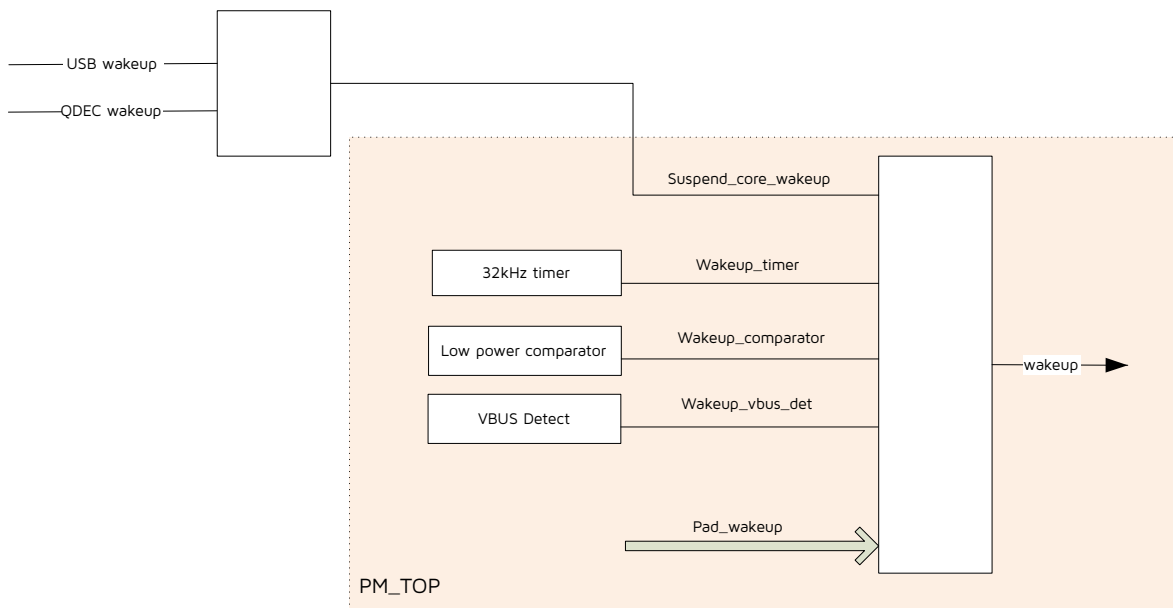 USB wakeup
QDEC wakeup
Suspend_core_wakeup
32kHz timer
Wakeup_timer
Low power comparator
Wakeup_comparator
wakeup
VBUS Detect
Wakeup_vbus_det
Pad_wakeup
PM_TOP